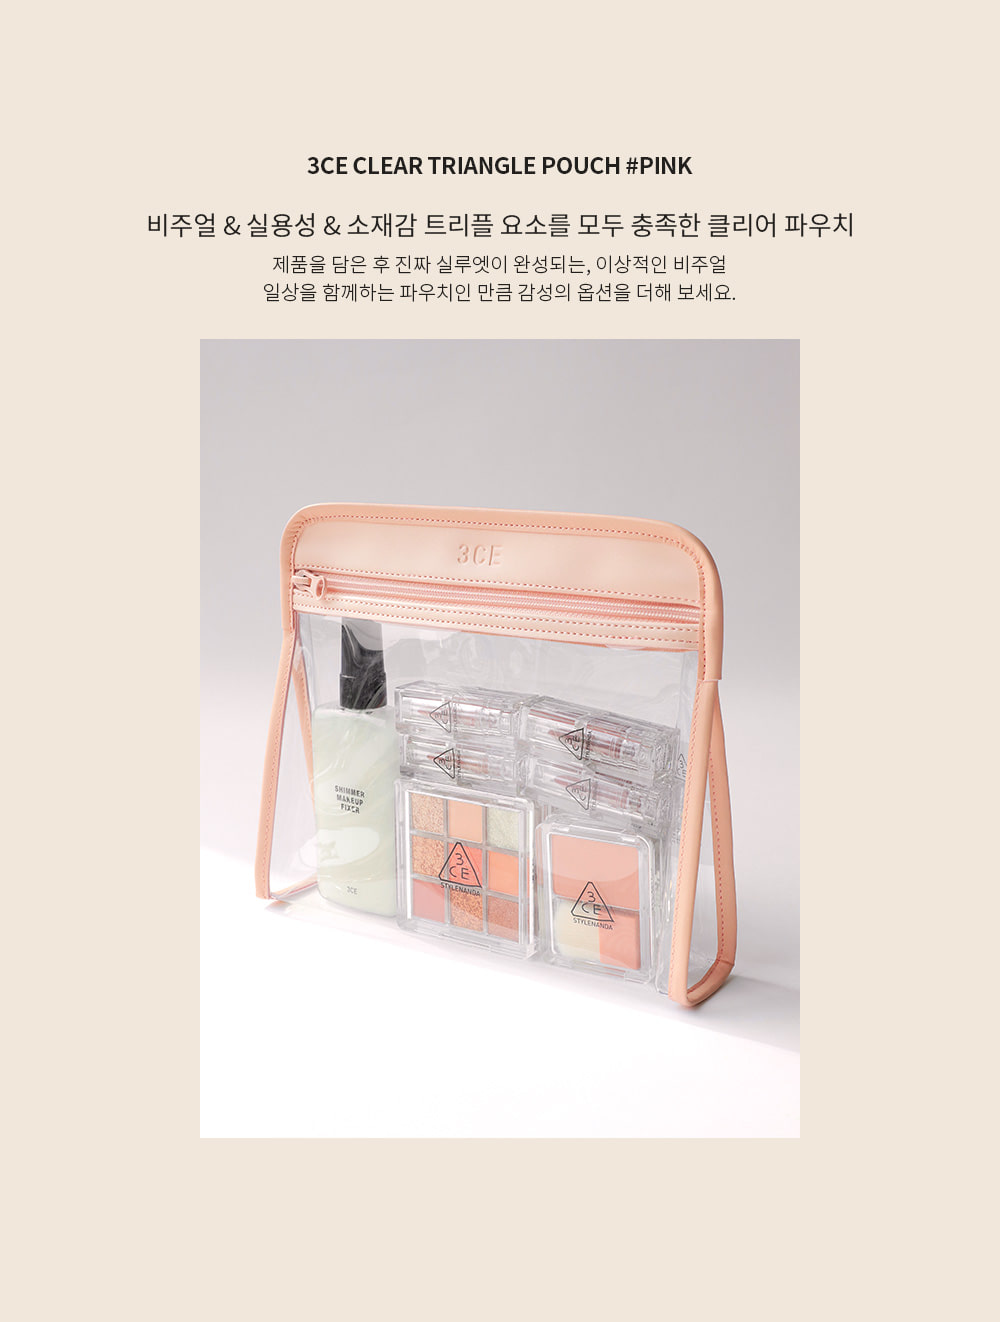 3CE CLEAR TRIANGLE POUCH #PINK
비주얼 & 실용성 & 소재감 트리플 요소를 모두 충족한 클리어 파우치
제품을 담은 후 진짜 실루엣이 완성되는, 이상적인 비주얼
일상을 함께하는 파우치인 만큼 감성의 옵션을 더해 보세요.
3CE
3CE
3CE
3CE
3CE
SHIMMER
MAKEUP
FIXER
3CE
3CE
STYLENANDA
3CE
STYLENANDA